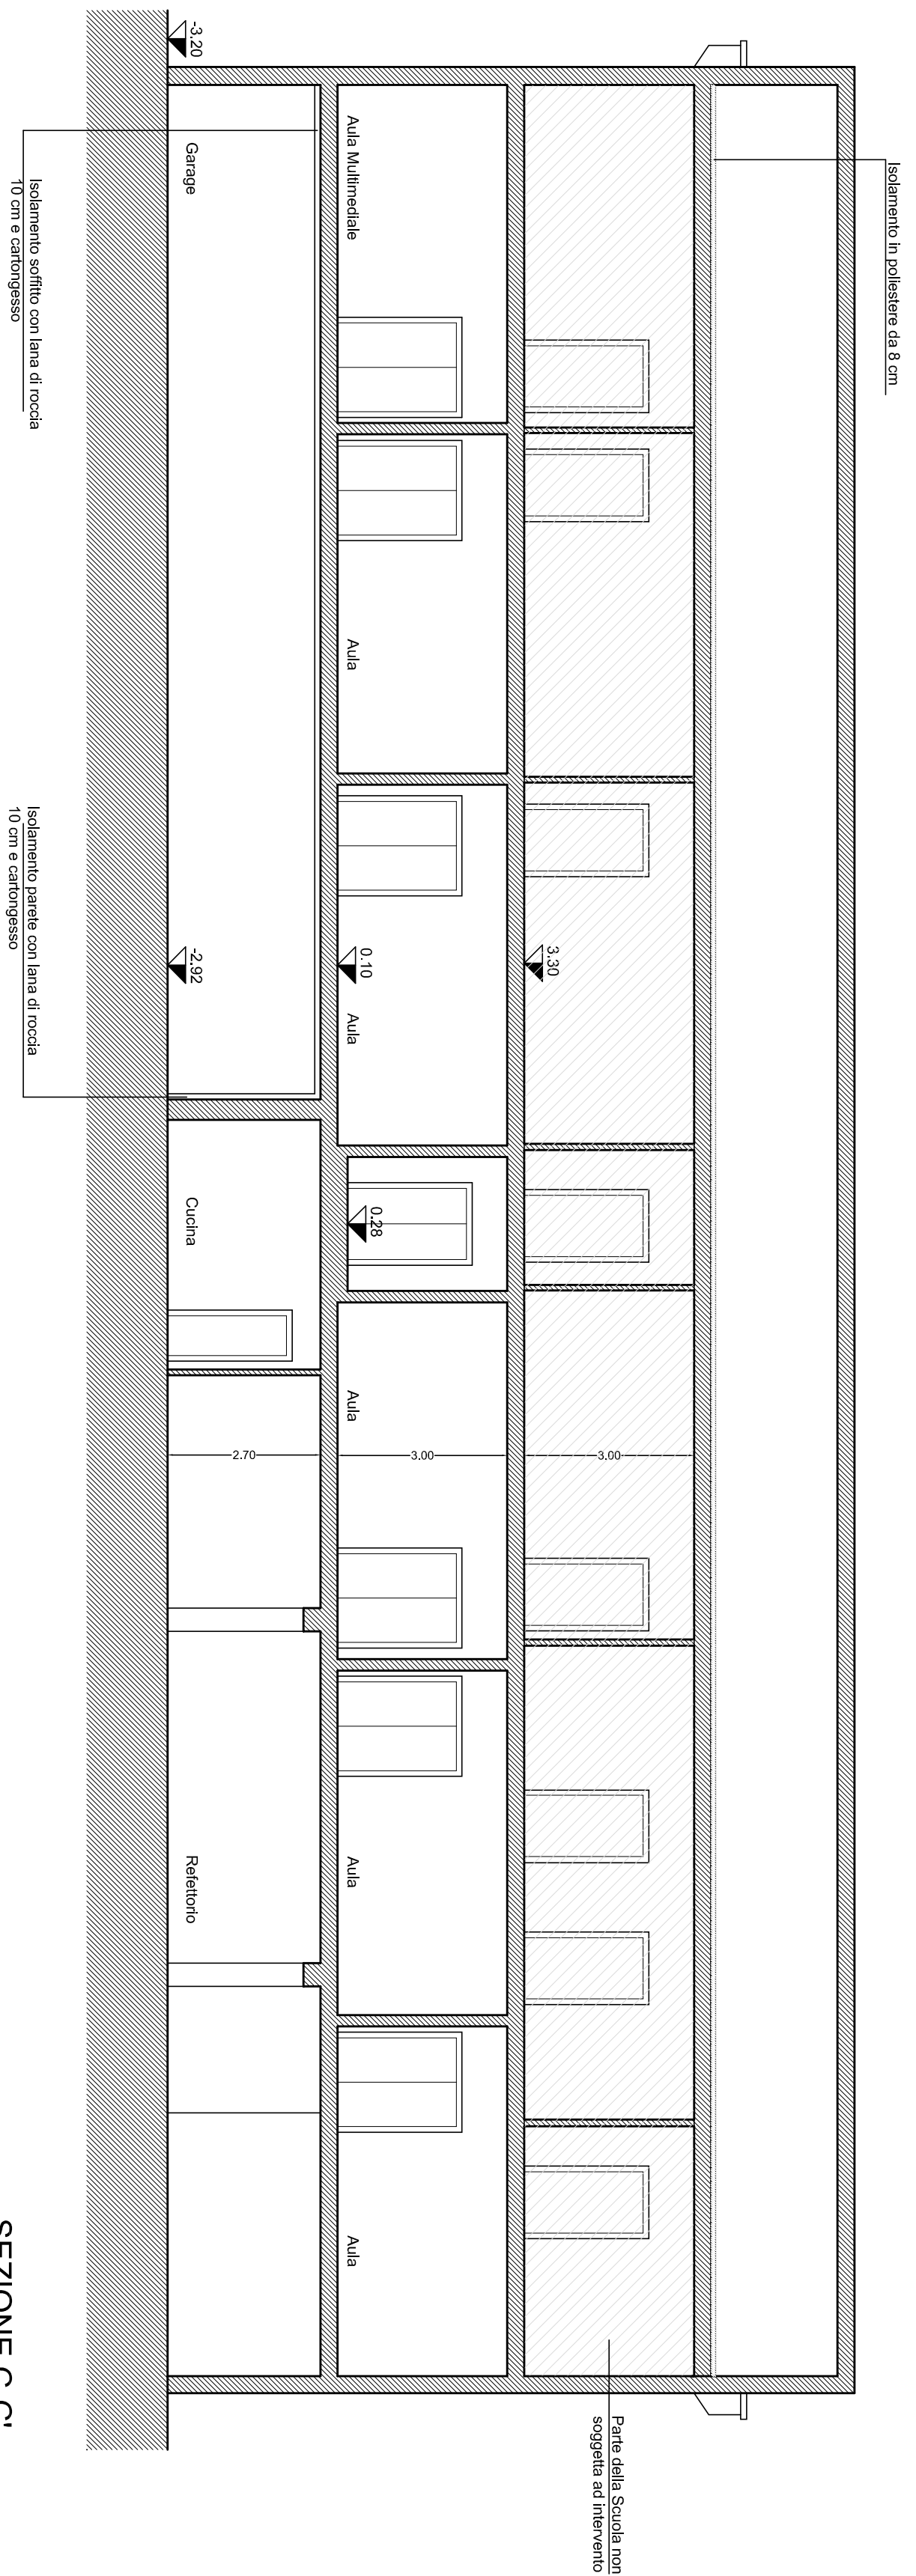 Isolamento in poliestere da 8 cm
Parte della Scuola non
soggetta ad intervento
3.30
3.00
Aula Multimediale
Aula
0.10
Aula
0.28
Aula
3.00
Aula
Aula
-3.20
Garage
-2.92
Cucina
2.70
Refettorio
Isolamento soffitto con lana di roccia
10 cm e cartongesso
Isolamento parete con lana di roccia
10 cm e cartongesso
SEZIONE C-C'